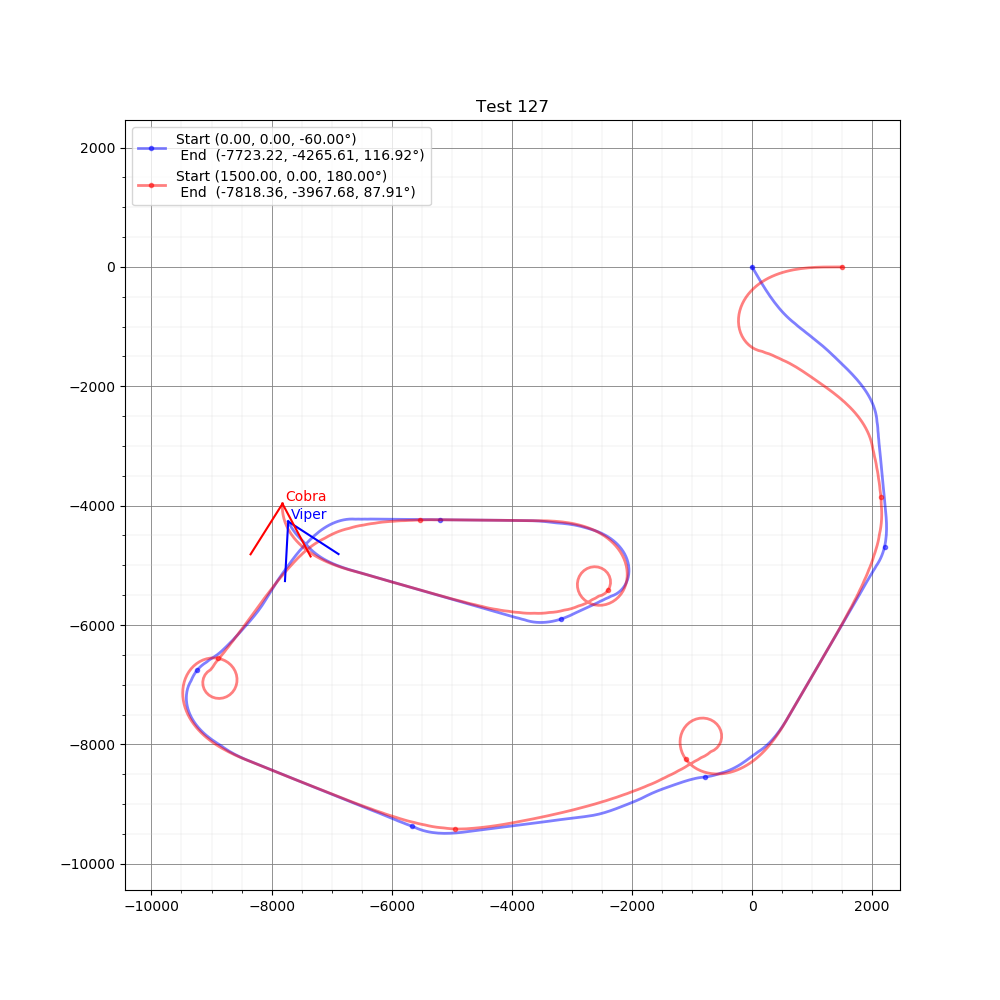 Test 127
Start (0.00, 0.00, -60.00°)
End (-7723.22, -4265.61, 116.92°)
Start (1500.00, 0.00, 180.00°)
End (-7818.36, -3967.68, 87.91°)
2000
0
−2000
−4000
−6000
−8000
−10000
Cobra
Viper
−10000
−8000
−6000
−4000
−2000
0
2000